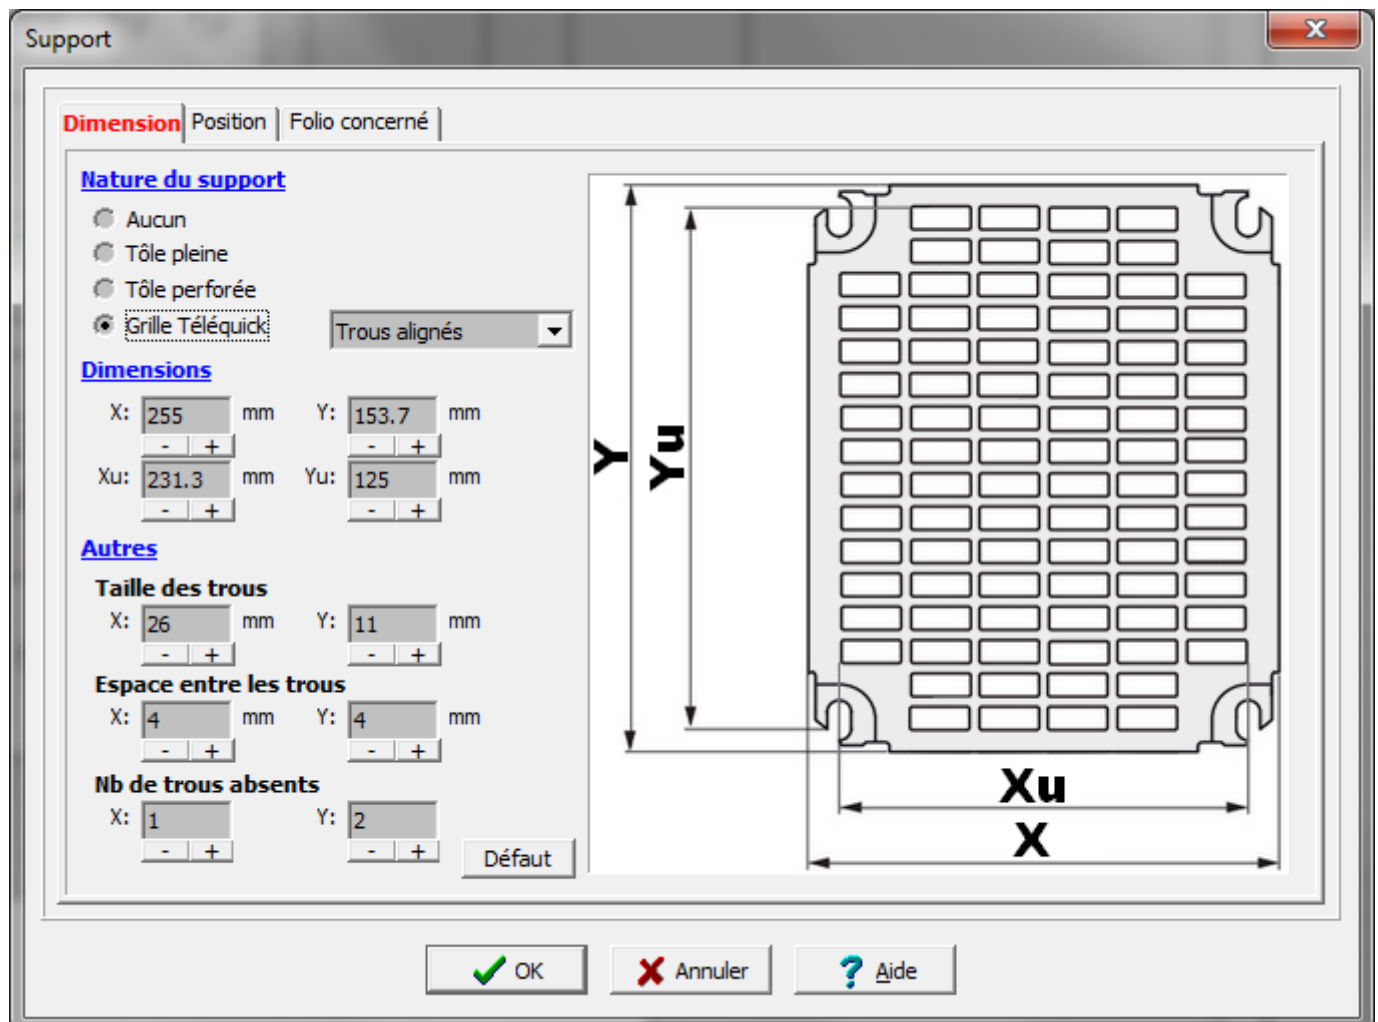 Support
Dimension Position Folio concerné
Nature du support
Aucun
Tôle pleine
Tôle perforée
Grille Téléquick Trous alignés
Dimensions
X: 255 mm Y: 153.7 mm
- + - +
Xu: 231.3 mm Yu: 125 mm
- + - +
Autres
Taille des trous
X: 26 mm Y: 11 mm
- + - +
Espace entre les trous
X: 4 mm Y: 4 mm
- + - +
Nb de trous absents
X: 1 Y: 2
- + - +
Défaut
Y
Yu
Xu
X
OK Annuler Aide